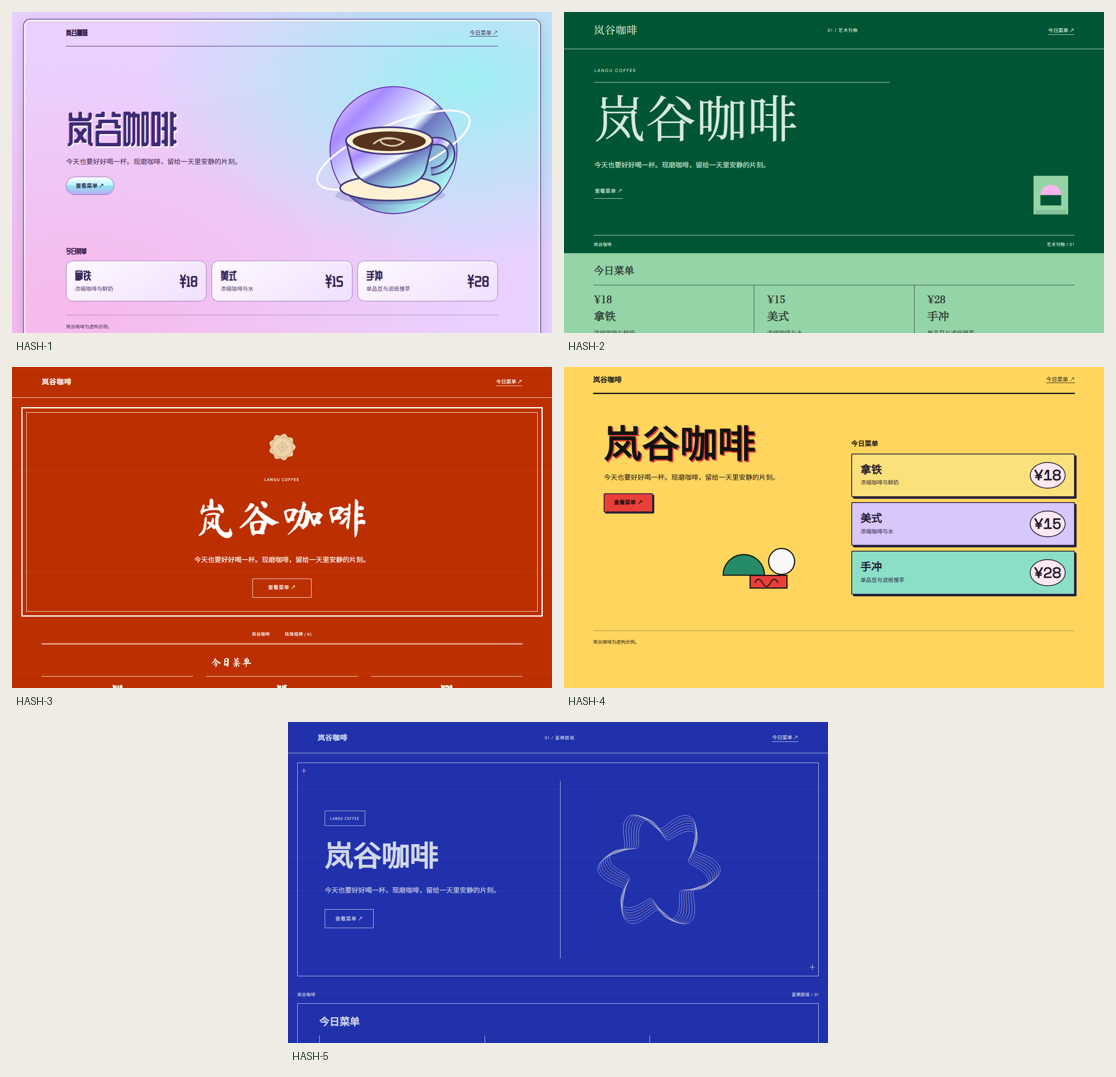 岚谷咖啡
今日菜单 ↗
岚谷咖啡
今天也要好好喝一杯。现磨咖啡，留给一天里安静的片刻。
查看菜单 ↗
今日菜单
拿铁
浓缩咖啡与鲜奶
¥18
美式
浓缩咖啡与水
¥15
手冲
单品豆与滤纸慢萃
¥28
岚谷咖啡为虚构示例。
HASH-1
岚谷咖啡
01 / 艺术刊物
今日菜单 ↗
LANGU COFFEE
岚谷咖啡
今天也要好好喝一杯。现磨咖啡，留给一天里安静的片刻。
查看菜单 ↗
岚谷咖啡
艺术刊物 / 01
今日菜单
¥18
拿铁
¥15
美式
¥28
手冲
HASH-2
岚谷咖啡
今日菜单 ↗
LANGU COFFEE
岚谷咖啡
今天也要好好喝一杯。现磨咖啡，留给一天里安静的片刻。
查看菜单 ↗
岚谷咖啡
今日菜单
HASH-3
岚谷咖啡
今日菜单 ↗
岚谷咖啡
今天也要好好喝一杯。现磨咖啡，留给一天里安静的片刻。
查看菜单 ↗
今日菜单
拿铁
浓缩咖啡与鲜奶
¥18
美式
浓缩咖啡与水
¥15
手冲
单品豆与滤纸慢萃
¥28
岚谷咖啡为虚构示例。
HASH-4
岚谷咖啡
01 / 蓝晒图纸
今日菜单 ↗
LANGU COFFEE
岚谷咖啡
今天也要好好喝一杯。现磨咖啡，留给一天里安静的片刻。
查看菜单 ↗
岚谷咖啡
蓝晒图纸 / 01
今日菜单
HASH-5